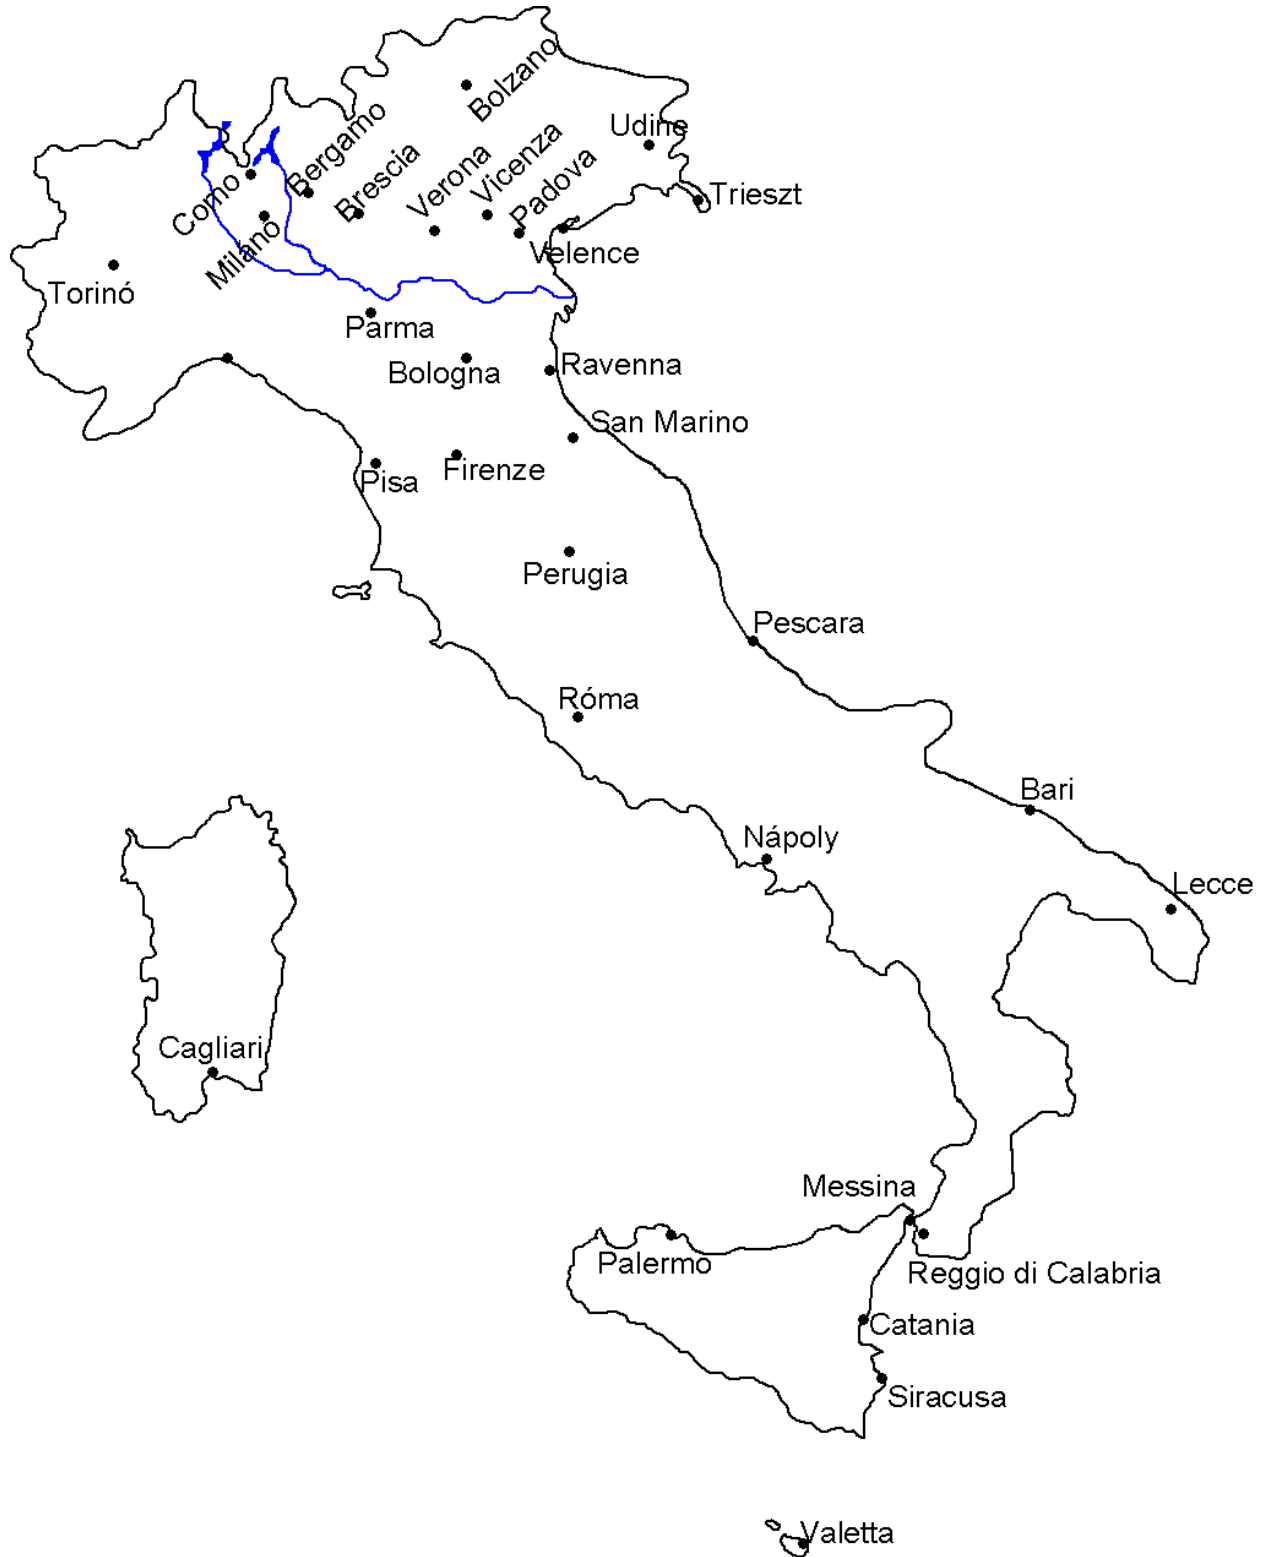 Bolzano
Udine
Bergamo
Como
Brescia
Verona
Vicenza
Padova
Trieszt
Milánó
Velence
Torinó
Parma
Bologna
Ravenna
San Marino
Pisa
Firenze
Perugia
Pescara
Róma
Bari
Nápoly
Lecce
Cagliari
Messina
Palermo
Reggio di Calabria
Catania
Siracusa
Valetta